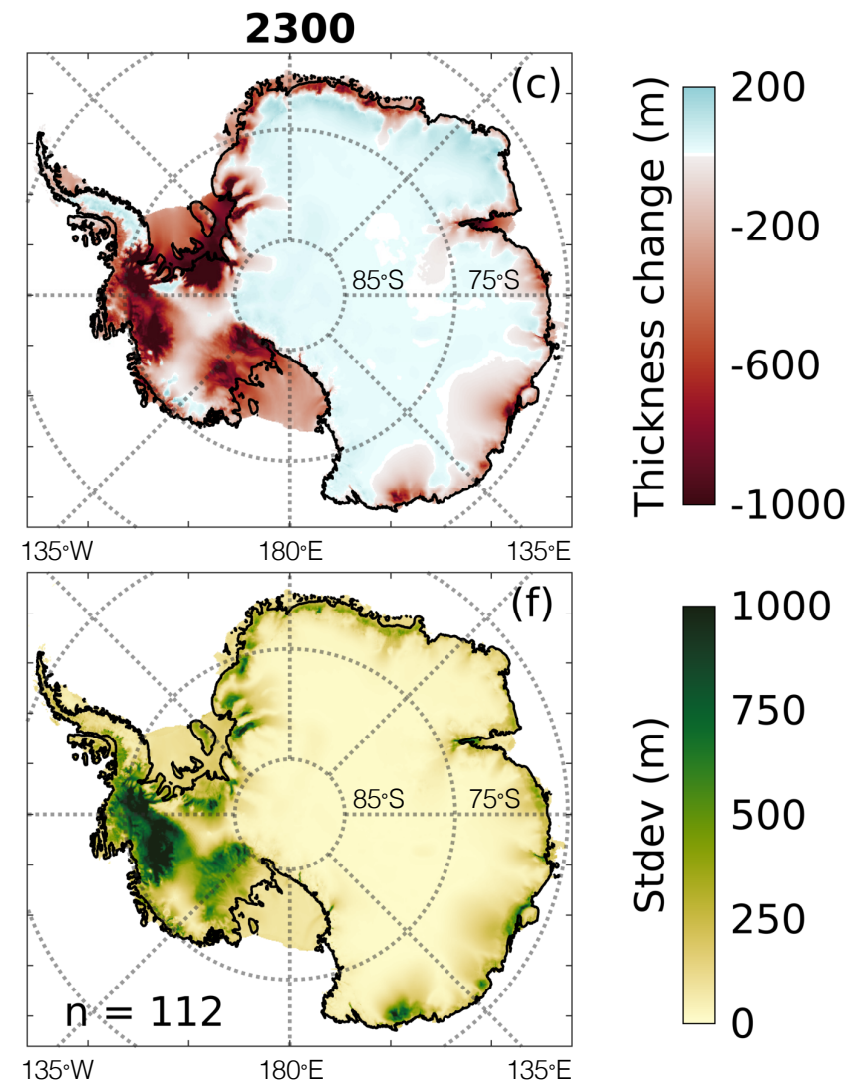 2300
(c)
85°S
75°S
135°W
180°E
135°E
Thickness change (m)
200
-200
-600
-1000
(f)
85°S
75°S
n = 112
135°W
180°E
135°E
Stdev (m)
1000
750
500
250
0